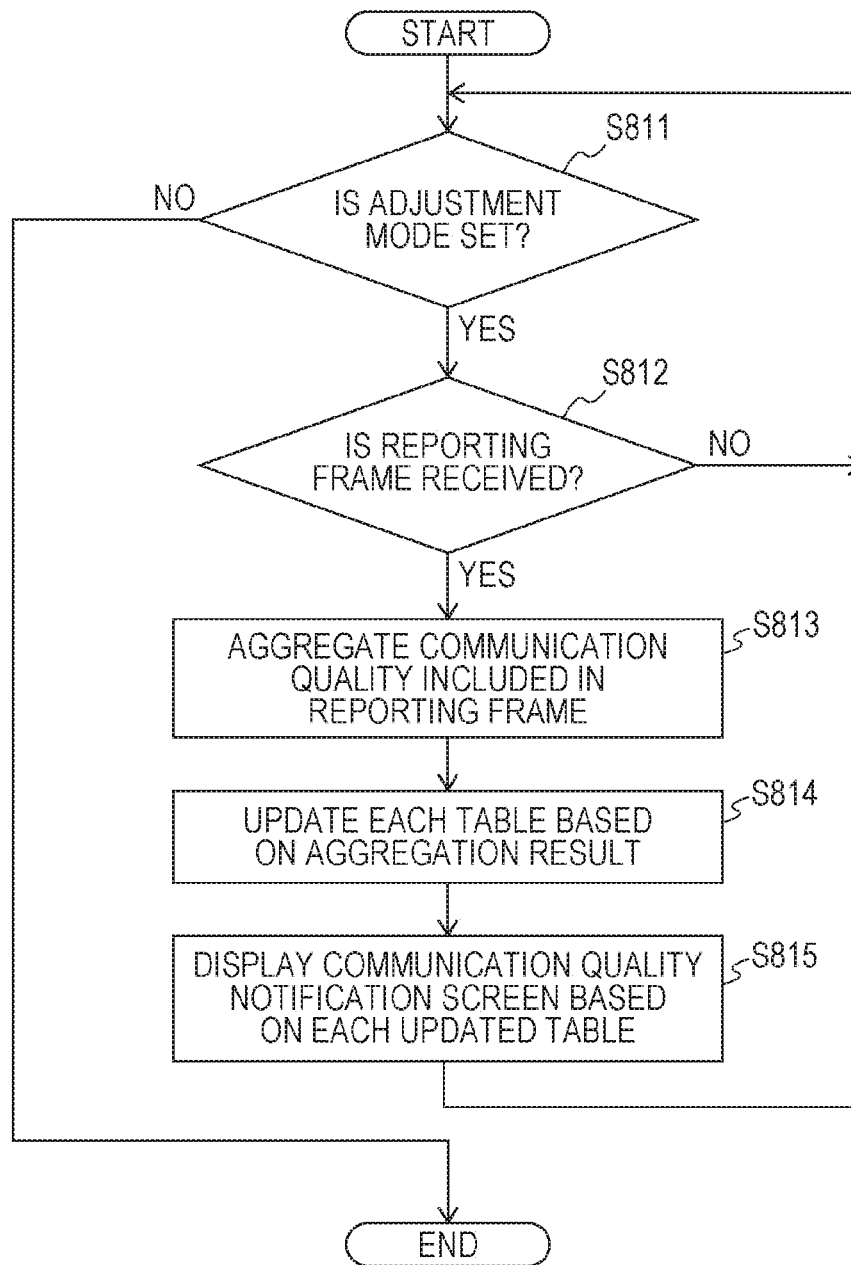 START
S811
NO
IS ADJUSTMENT
MODE SET?
YES
S812
IS REPORTING
FRAME RECEIVED?
NO
YES
S813
AGGREGATE COMMUNICATION
QUALITY INCLUDED IN
REPORTING FRAME
S814
UPDATE EACH TABLE BASED
ON AGGREGATION RESULT
S815
DISPLAY COMMUNICATION QUALITY
NOTIFICATION SCREEN BASED
ON EACH UPDATED TABLE
END